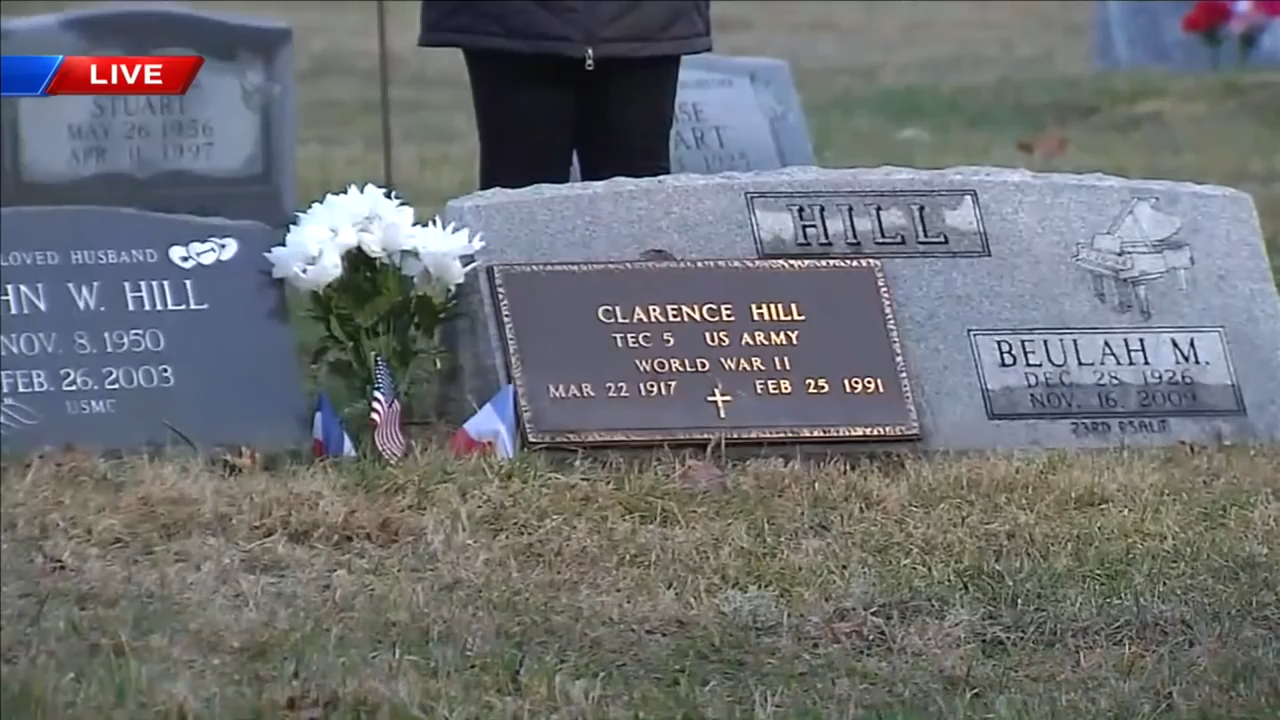 LIVE
STUART
MAY 26 1956
APR 11 1997
LOVED HUSBAND
HN W. HILL
NOV. 8, 1950
FEB. 26, 2003
USMC
ART
HILL
CLARENCE HILL
TEC 5 US ARMY
WORLD WAR II
MAR 22 1917 FEB 25 1991
BEULAH M.
DEC. 28, 1926
NOV. 16, 2009
23RD PSALM